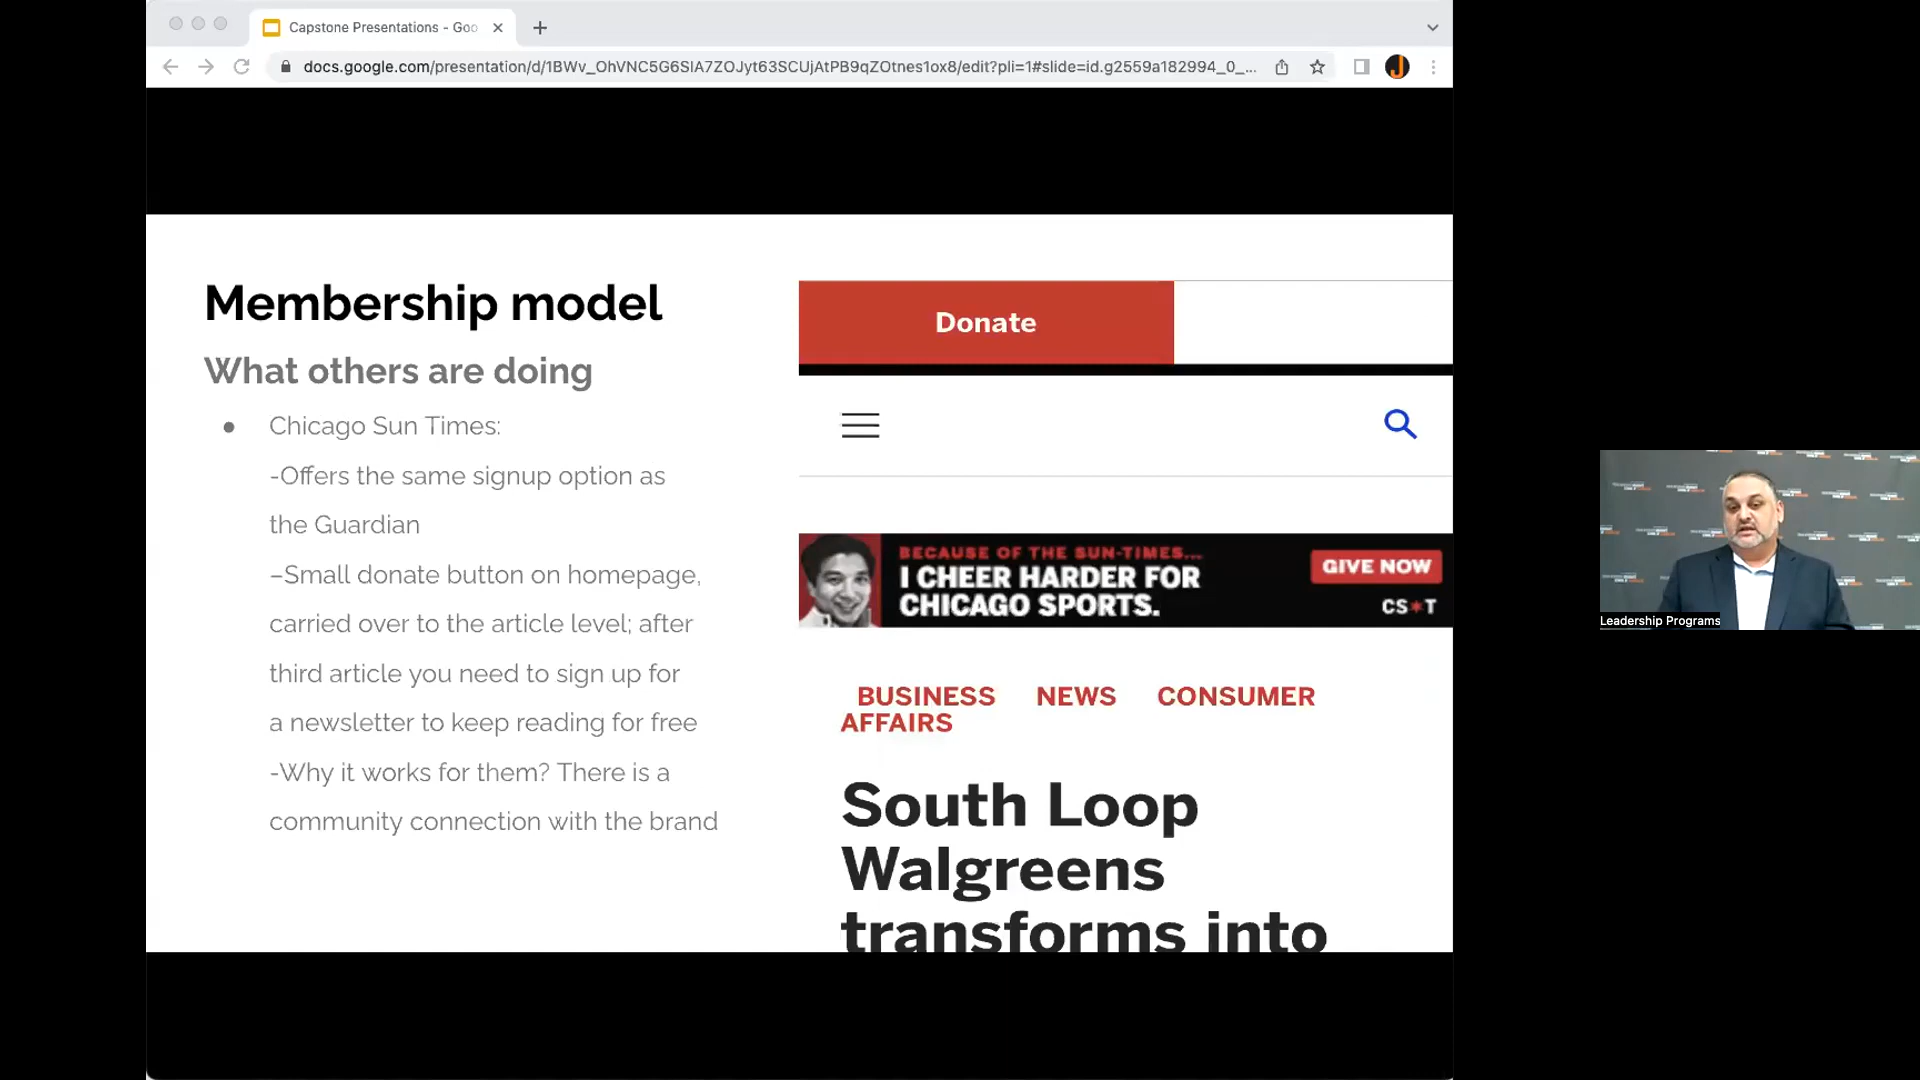 Capstone Presentations - Goo
docs.google.com/presentation/d/1BWv_OhVNC5G6SlA7ZOJyt63SCUjAtPB9qZOtnes1ox8/edit?pli=1#slide=id.g2559a182994_0_...
Membership model
What others are doing
● Chicago Sun Times:
-Offers the same signup option as
the Guardian
–Small donate button on homepage,
carried over to the article level; after
third article you need to sign up for
a newsletter to keep reading for free
-Why it works for them? There is a
community connection with the brand
Donate
BECAUSE OF THE SUN-TIMES...
I CHEER HARDER FOR
CHICAGO SPORTS.
GIVE NOW
CS*T
BUSINESS NEWS CONSUMER
AFFAIRS
South Loop
Walgreens
transforms into
Leadership Programs